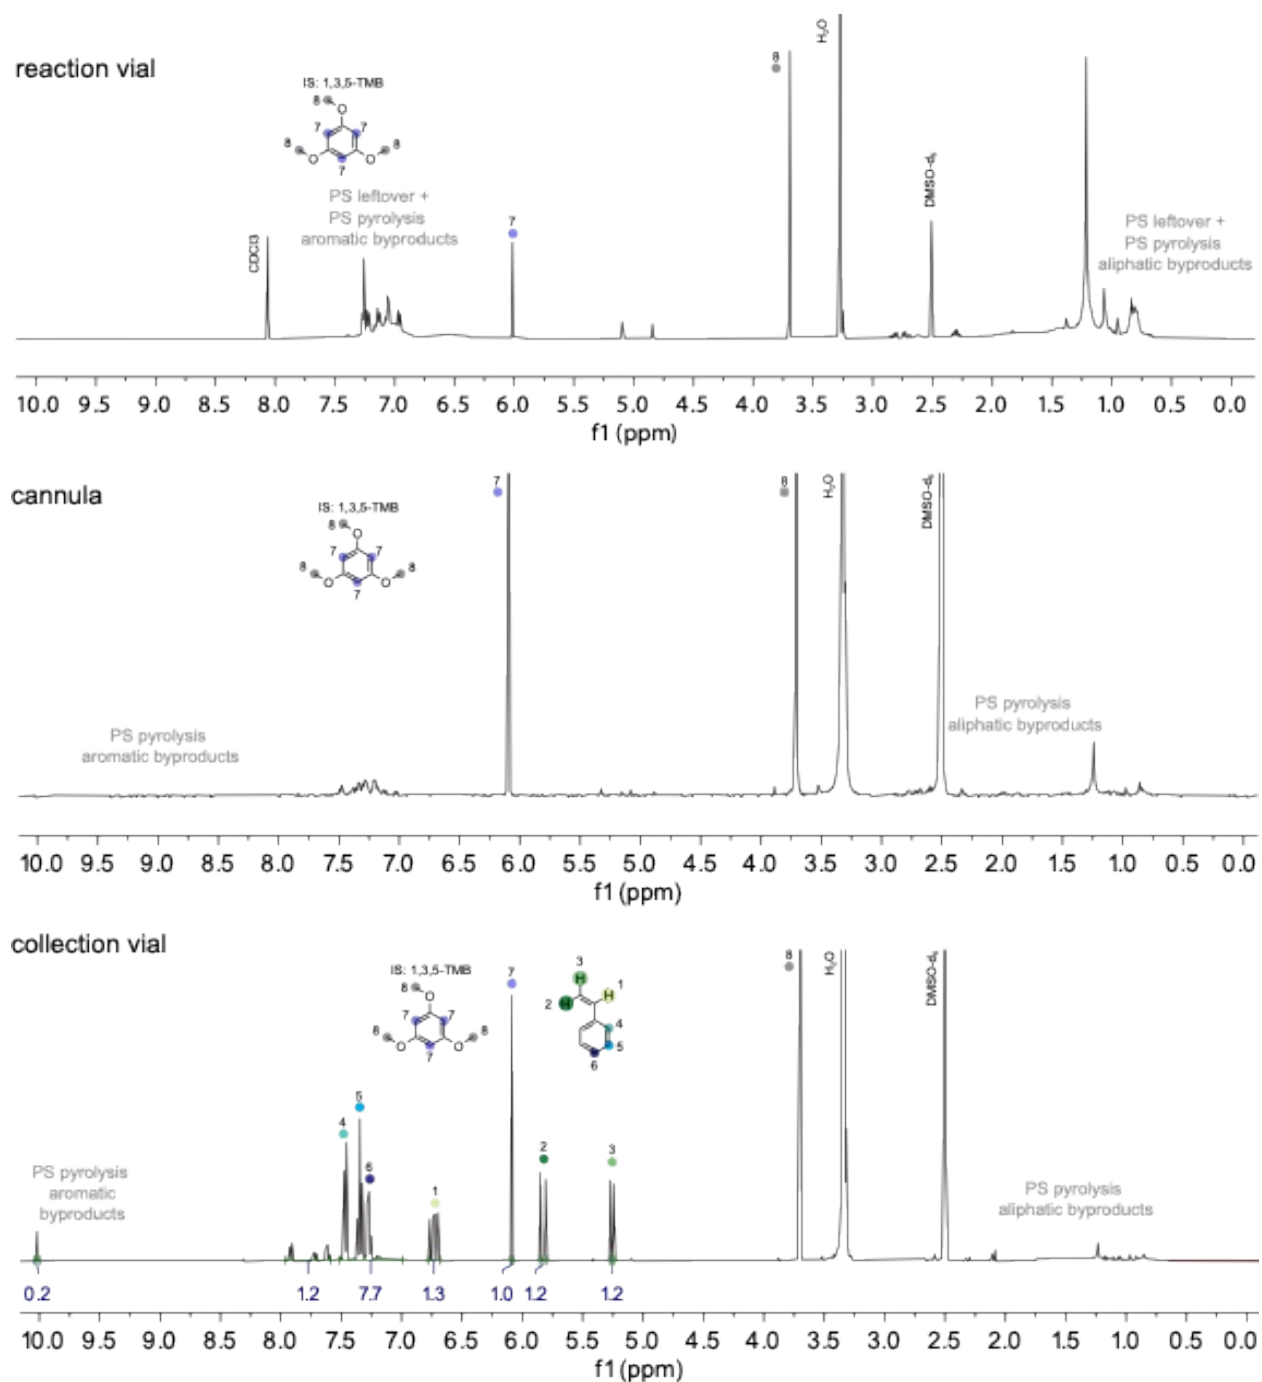 reaction vial
IS: 1,3,5-TMB
8
O
7
7
8
O
O
8
7
PS leftover +
PS pyrolysis
aromatic byproducts
CDCl3
7
8
H₂O
DMSO-d₆
PS leftover +
PS pyrolysis
aliphatic byproducts
10.0 9.5 9.0 8.5 8.0 7.5 7.0 6.5 6.0 5.5 5.0 4.5 4.0 3.5 3.0 2.5 2.0 1.5 1.0 0.5 0.0
f1 (ppm)
cannula
IS: 1,3,5-TMB
8
O
7
7
8
O
O
8
7
PS pyrolysis
aromatic byproducts
7
8
H₂O
DMSO-d₆
PS pyrolysis
aliphatic byproducts
10.0 9.5 9.0 8.5 8.0 7.5 7.0 6.5 6.0 5.5 5.0 4.5 4.0 3.5 3.0 2.5 2.0 1.5 1.0 0.5 0.0
f1 (ppm)
collection vial
IS: 1,3,5-TMB
8
O
7
7
8
O
O
8
7
7
3
H
H
1
2
H
4
5
6
PS pyrolysis
aromatic
byproducts
4
5
6
1
2
3
8
H₂O
DMSO-d₆
PS pyrolysis
aliphatic byproducts
0.2 1.2 7.7 1.3 1.0 1.2 1.2
10.0 9.5 9.0 8.5 8.0 7.5 7.0 6.5 6.0 5.5 5.0 4.5 4.0 3.5 3.0 2.5 2.0 1.5 1.0 0.5 0.0
f1 (ppm)